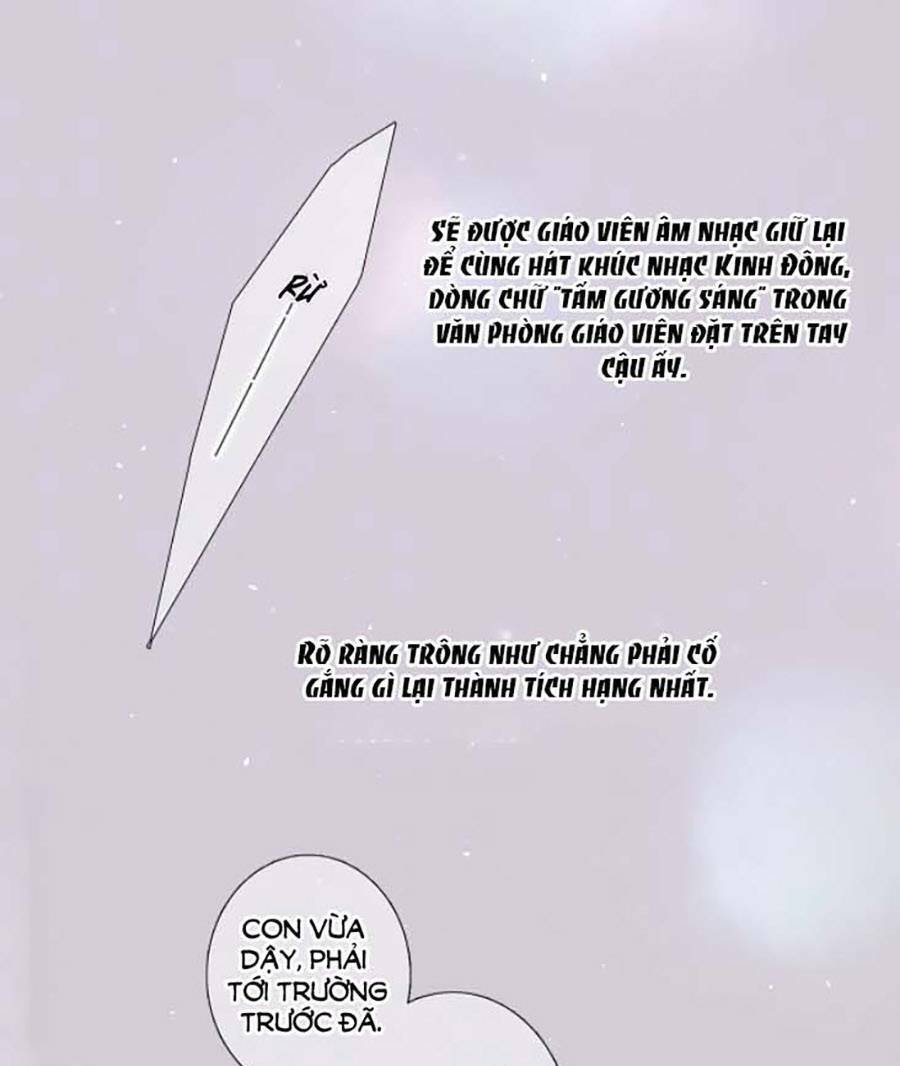 SẼ ĐƯỢC GIÁO VIÊN ÂM NHẠC GIỮ LẠI
ĐỂ CÙNG HÁT KHÚC NHẠC KINH ĐÔNG,
DÒNG CHỮ "TẤM GƯƠNG SÁNG" TRONG
VĂN PHÒNG GIÁO VIÊN ĐẶT TRÊN TAY
CẬU ẤY.
RỪ
RÕ RÀNG TRÔNG NHƯ CHẲNG PHẢI CỐ
GẮNG GÌ LẠI THÀNH TÍCH HẠNG NHẤT.
CON VỪA
DẬY, PHẢI
TỚI TRƯỜNG
TRƯỚC ĐÃ.